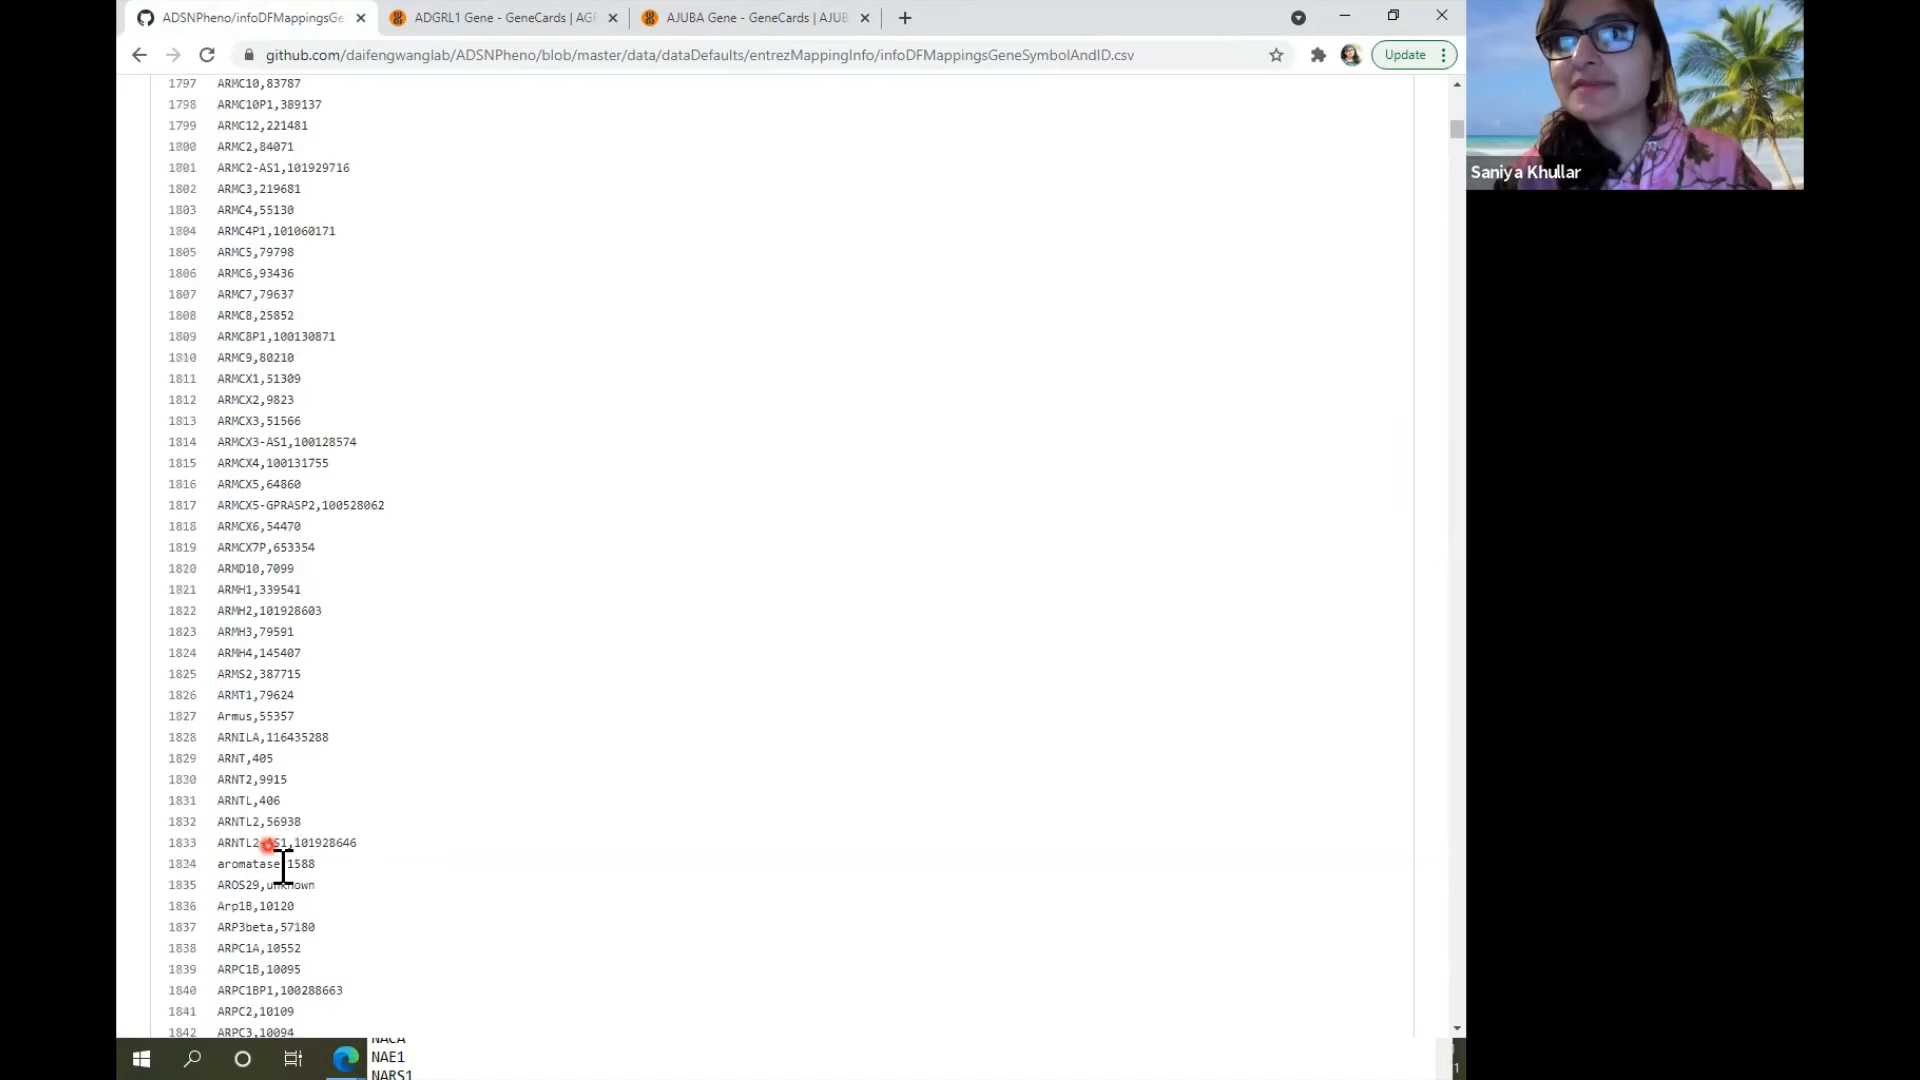 ADSNPheno/infoDFMappingsGe
ADGRL1 Gene - GeneCards | AGR
AJUBA Gene - GeneCards | AJUB
github.com/daifengwanglab/ADSNPheno/blob/master/data/dataDefaults/entrezMappingInfo/infoDFMappingsGeneSymbolAndID.csv
Update
Saniya Khullar
1797 ARMC10,83787
1798 ARMC10P1,389137
1799 ARMC12,221481
1800 ARMC2,84071
1801 ARMC2-AS1,101929716
1802 ARMC3,219681
1803 ARMC4,55130
1804 ARMC4P1,101060171
1805 ARMC5,79798
1806 ARMC6,93436
1807 ARMC7,79637
1808 ARMC8,25852
1809 ARMC8P1,100130871
1810 ARMC9,80210
1811 ARMCX1,51309
1812 ARMCX2,9823
1813 ARMCX3,51566
1814 ARMCX3-AS1,100128574
1815 ARMCX4,100131755
1816 ARMCX5,64860
1817 ARMCX5-GPRASP2,100528062
1818 ARMCX6,54470
1819 ARMCX7P,653354
1820 ARMD10,7099
1821 ARMH1,339541
1822 ARMH2,101928603
1823 ARMH3,79591
1824 ARMH4,145407
1825 ARMS2,387715
1826 ARMT1,79624
1827 Armus,55357
1828 ARNILA,116435288
1829 ARNT,405
1830 ARNT2,9915
1831 ARNTL,406
1832 ARNTL2,56938
1833 ARNTL2-AS1,101928646
1834 aromatase,1588
1835 AROS29,unknown
1836 Arp1B,10120
1837 ARP3beta,57180
1838 ARPC1A,10552
1839 ARPC1B,10095
1840 ARPC1BP1,100288663
1841 ARPC2,10109
1842 ARPC3,10094
NACA
NAE1
NARS1